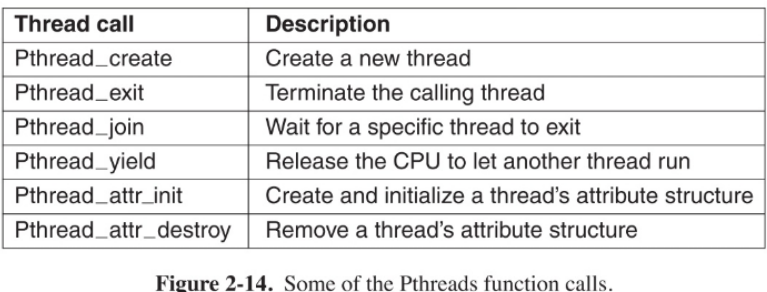 Thread call Description
Pthread_create Create a new thread
Pthread_exit Terminate the calling thread
Pthread_join Wait for a specific thread to exit
Pthread_yield Release the CPU to let another thread run
Pthread_attr_init Create and initialize a thread's attribute structure
Pthread_attr_destroy Remove a thread's attribute structure
Figure 2-14. Some of the Pthreads function calls.